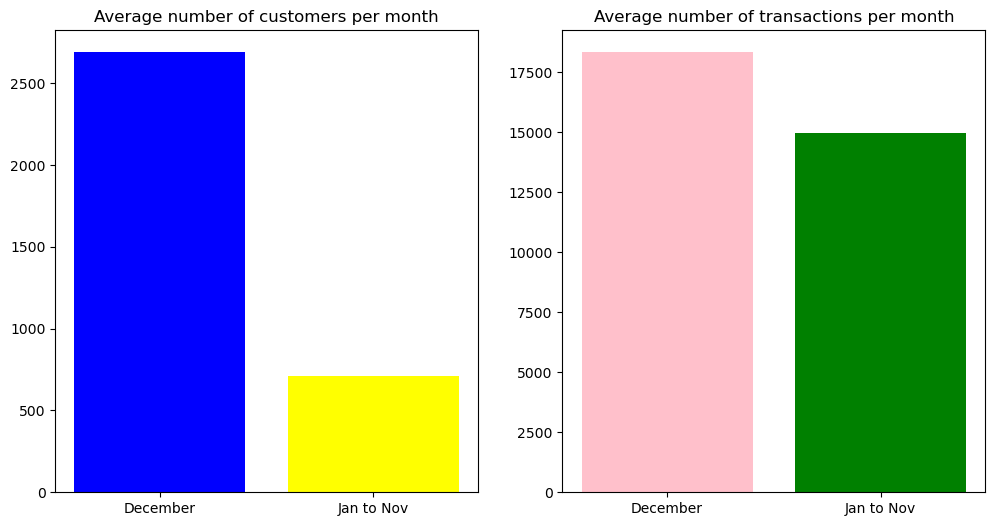 Average number of customers per month
2500
2000
1500
1000
500
0
December
Jan to Nov
Average number of transactions per month
17500
15000
12500
10000
7500
5000
2500
0
December
Jan to Nov